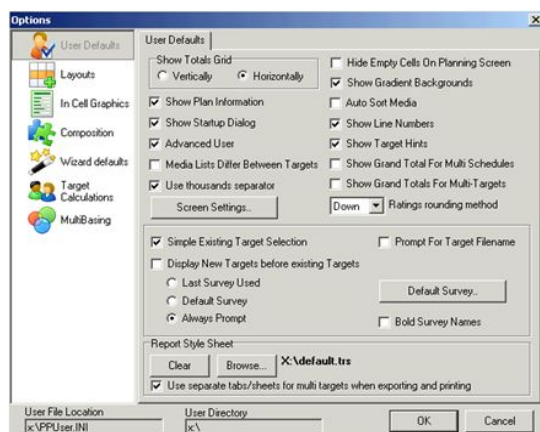 Options
User Defaults
Layouts
In Cell Graphics
Composition
Wizard defaults
Target
Calculations
MultiBasing
User Defaults
Show Totals Grid
Vertically
Horizontally
Show Plan Information
Show Startup Dialog
Advanced User
Media Lists Differ Between Targets
Use thousands separator
Screen Settings..
Hide Empty Cells On Planning Screen
Show Gradient Backgrounds
Auto Sort Media
Show Line Numbers
Show Target Hints
Show Grand Total For Multi Schedules
Show Grand Totals For Multi-Targets
Down Ratings rounding method
Simple Existing Target Selection
Prompt For Target Filename
Display New Targets before existing Targets
Last Survey Used
Default Survey
Always Prompt
Default Survey..
Bold Survey Names
Report Style Sheet
Clear
Browse...
X:\default.trs
Use separate tabs/sheets for multi targets when exporting and printing
User File Location
x:\PPUser.INI
User Directory
x:\
OK
Cancel